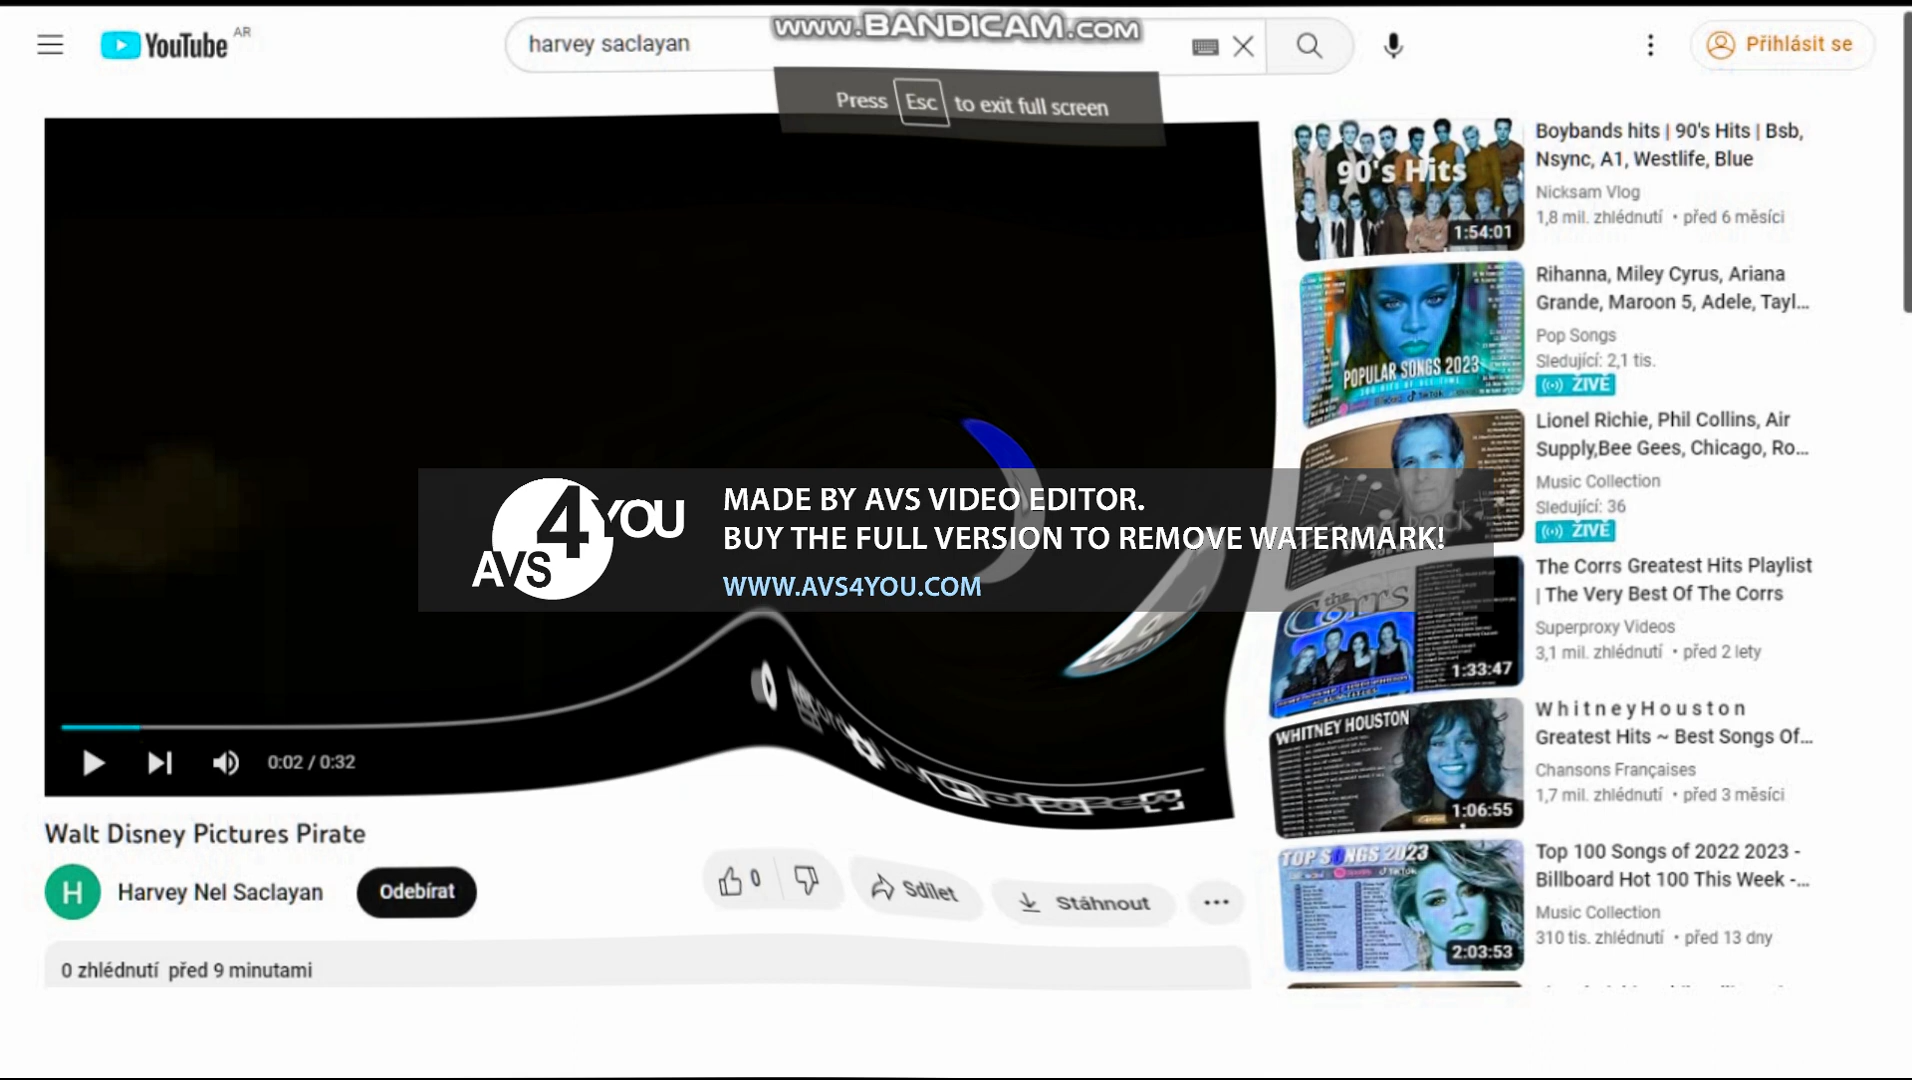 YouTube AR
harvey saclayan
www.BANDICAM.com
Přihlásit se
Press Esc to exit full screen
90's Hits
1:54:01
Boybands hits | 90's Hits | Bsb,
Nsync, A1, Westlife, Blue
Nicksam Vlog
1,8 mil. zhlédnutí • před 6 měsíci
POPULAR SONGS 2023
Rihanna, Miley Cyrus, Ariana
Grande, Maroon 5, Adele, Tayl...
Pop Songs
Sledující: 2,1 tis.
ŽIVĚ
Lionel Richie, Phil Collins, Air
Supply,Bee Gees, Chicago, Ro...
Music Collection
Sledující: 36
ŽIVĚ
AVS4YOU
MADE BY AVS VIDEO EDITOR.
BUY THE FULL VERSION TO REMOVE WATERMARK!
WWW.AVS4YOU.COM
the Corrs
1:33:47
The Corrs Greatest Hits Playlist
| The Very Best Of The Corrs
Superproxy Videos
3,1 mil. zhlédnutí • před 2 lety
WHITNEY HOUSTON
1:06:55
W h i t n e y H o u s t o n
Greatest Hits ~ Best Songs Of...
Chansons Françaises
1,7 mil. zhlédnutí • před 3 měsíci
TOP SONGS 2023
2:03:53
Top 100 Songs of 2022 2023 -
Billboard Hot 100 This Week -...
Music Collection
310 tis. zhlédnutí • před 13 dny
00:01
by
0:02 / 0:32
Walt Disney Pictures Pirate
H
Harvey Nel Saclayan
Odebírat
0
Sdílet
Stáhnout
0 zhlédnutí před 9 minutami